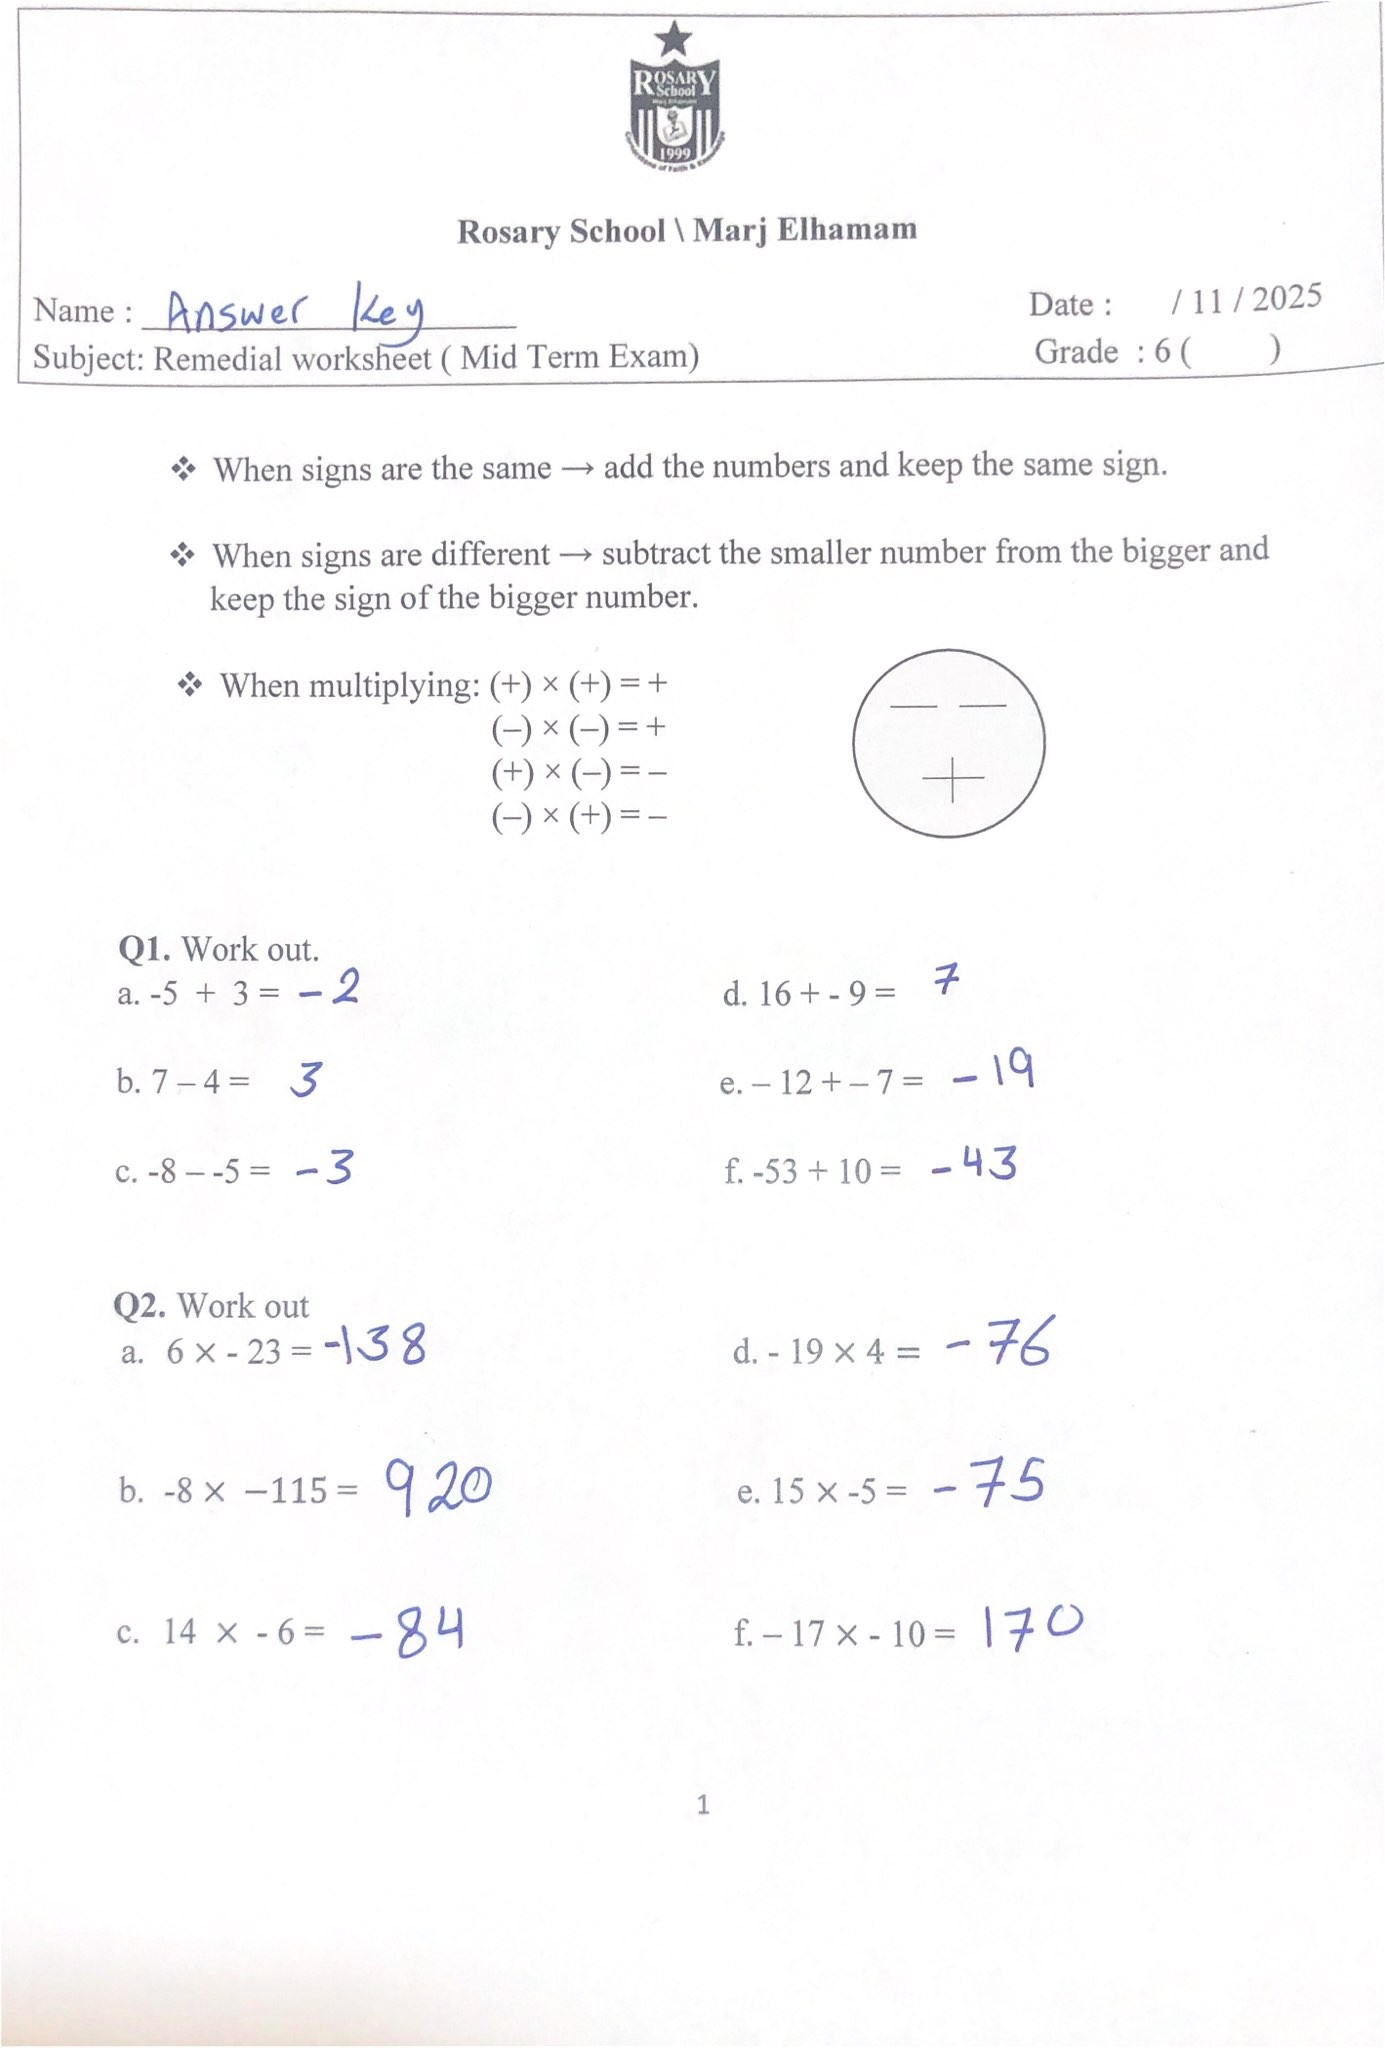 ROSARY
School
1999
Rosary School \ Marj Elhamam
Name : Answer Key
Date : / 11 / 2025
Subject: Remedial worksheet ( Mid Term Exam)
Grade : 6 ( )
❖ When signs are the same → add the numbers and keep the same sign.
❖ When signs are different → subtract the smaller number from the bigger and
keep the sign of the bigger number.
❖ When multiplying: (+) × (+) = +
(–) × (–) = +
(+) × (–) = –
(–) × (+) = –
— —
+
Q1. Work out.
a. -5 + 3 = -2
d. 16 + - 9 = 7
b. 7 – 4 = 3
e. – 12 + – 7 = -19
c. -8 – -5 = -3
f. -53 + 10 = -43
Q2. Work out
a. 6 × - 23 = -138
d. - 19 × 4 = -76
b. -8 × –115 = 920
e. 15 × -5 = -75
c. 14 × - 6 = -84
f. – 17 × - 10 = 170
1